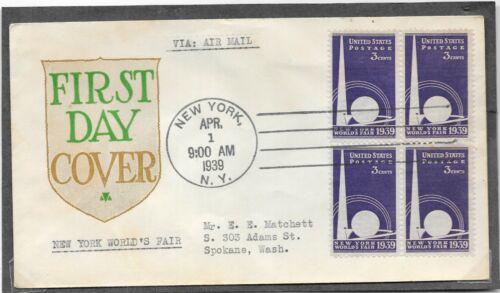 VIA: AIR MAIL
FIRST
DAY
COVER
NEW YORK WORLD'S FAIR
NEW YORK,
APR.
1
9:00 AM
1939
N. Y.
Mr. E. E. Matchett
S. 303 Adams St.
Spokane, Wash.
UNITED STATES
POSTAGE
3 CENTS
NEW YORK
WORLD'S FAIR 1939
UNITED STATES
POSTAGE
3 CENTS
NEW YORK
WORLD'S FAIR 1939
UNITED STATES
POSTAGE
3 CENTS
NEW YORK
WORLD'S FAIR 1939
UNITED STATES
POSTAGE
3 CENTS
NEW YORK
WORLD'S FAIR 1939